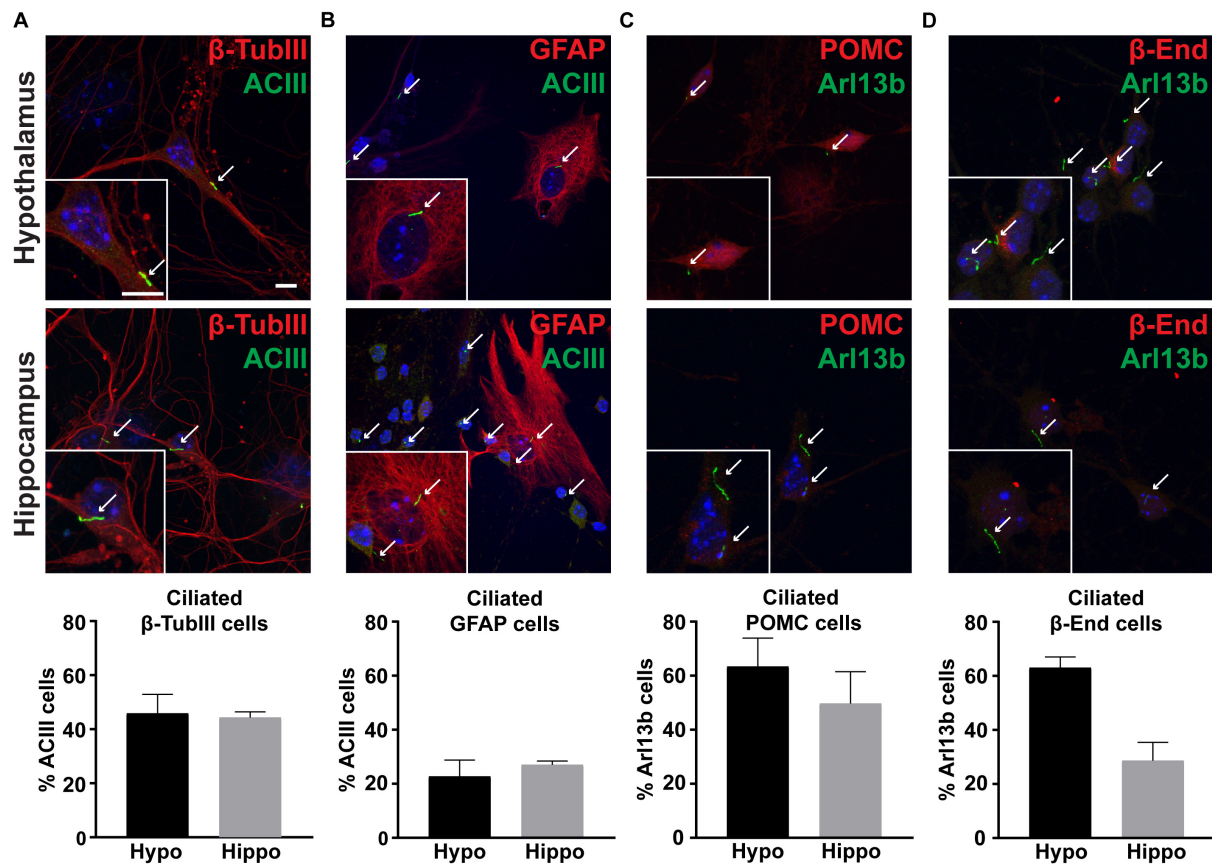 A
B
C
D
Hypothalamus
β-TubIII
ACIII
GFAP
ACIII
POMC
Arl13b
β-End
Arl13b
Hippocampus
β-TubIII
ACIII
GFAP
ACIII
POMC
Arl13b
β-End
Arl13b
Ciliated
β-TubIII cells
% ACIII cells
80
60
40
20
0
Hypo Hippo
Ciliated
GFAP cells
% ACIII cells
80
60
40
20
0
Hypo Hippo
Ciliated
POMC cells
% Arl13b cells
80
60
40
20
0
Hypo Hippo
Ciliated
β-End cells
% Arl13b cells
80
60
40
20
0
Hypo Hippo